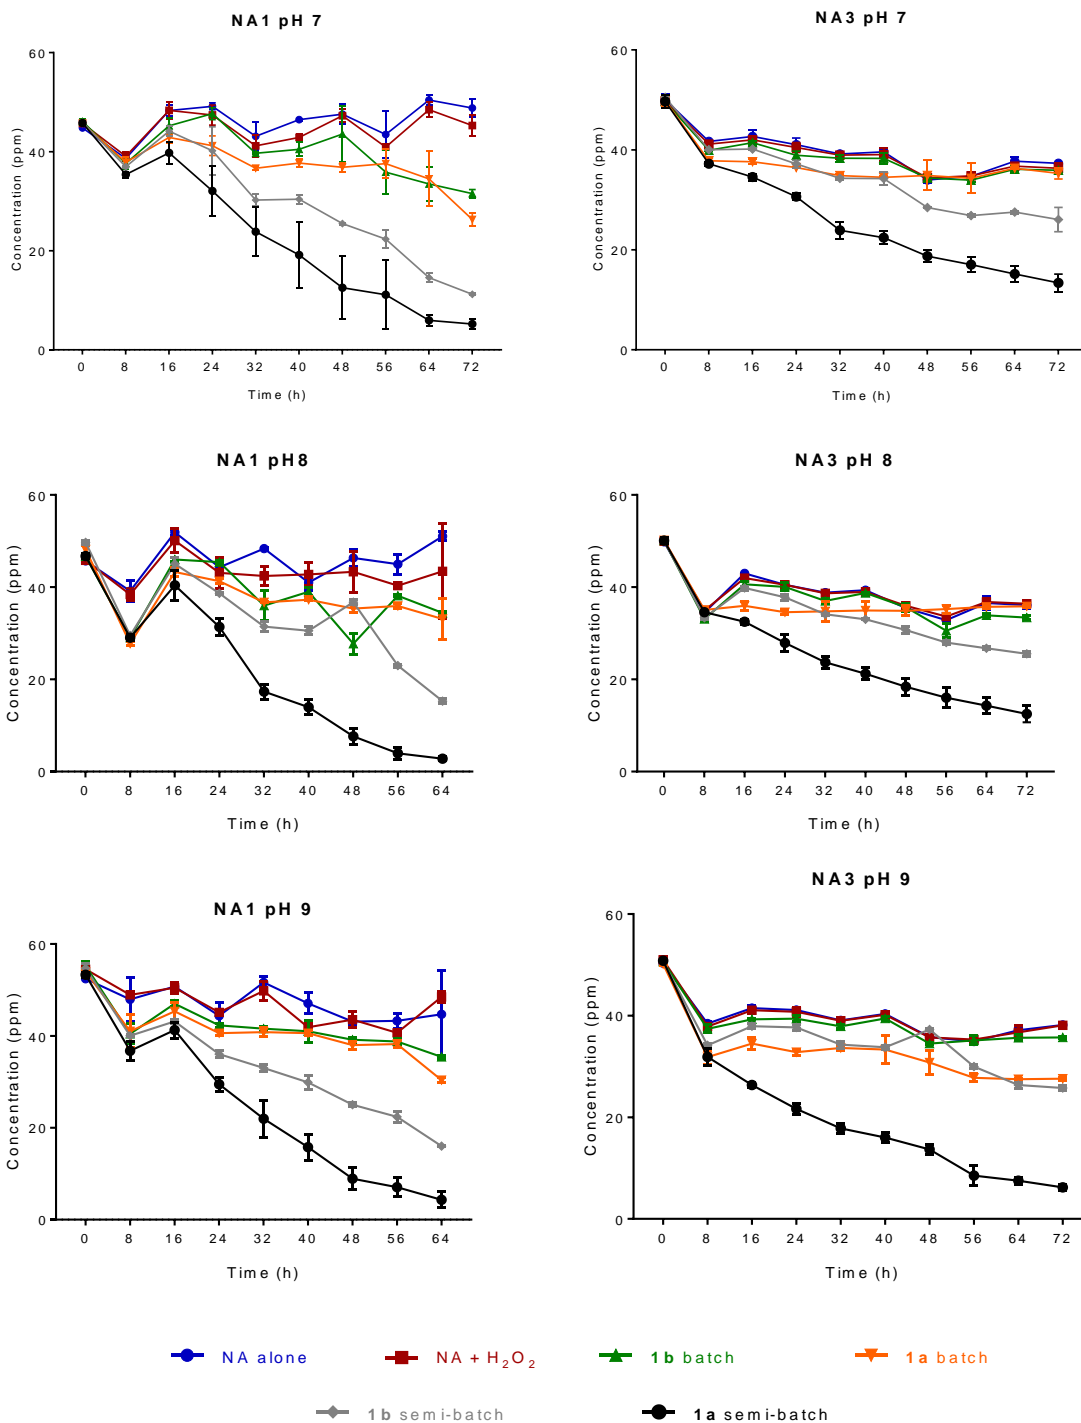 NA1 pH 7
60
40
20
0
Concentration (ppm)
0 8 16 24 32 40 48 56 64 72
Time (h)
NA3 pH 7
60
40
20
0
Concentration (ppm)
0 8 16 24 32 40 48 56 64 72
Time (h)
NA1 pH8
60
40
20
0
Concentration (ppm)
0 8 16 24 32 40 48 56 64
Time (h)
NA3 pH 8
60
40
20
0
Concentration (ppm)
0 8 16 24 32 40 48 56 64 72
Time (h)
NA1 pH 9
60
40
20
0
Concentration (ppm)
0 8 16 24 32 40 48 56 64
Time (h)
NA3 pH 9
60
40
20
0
Concentration (ppm)
0 8 16 24 32 40 48 56 64 72
Time (h)
NA alone NA + H₂O₂ 1b batch 1a batch
1b semi-batch 1a semi-batch